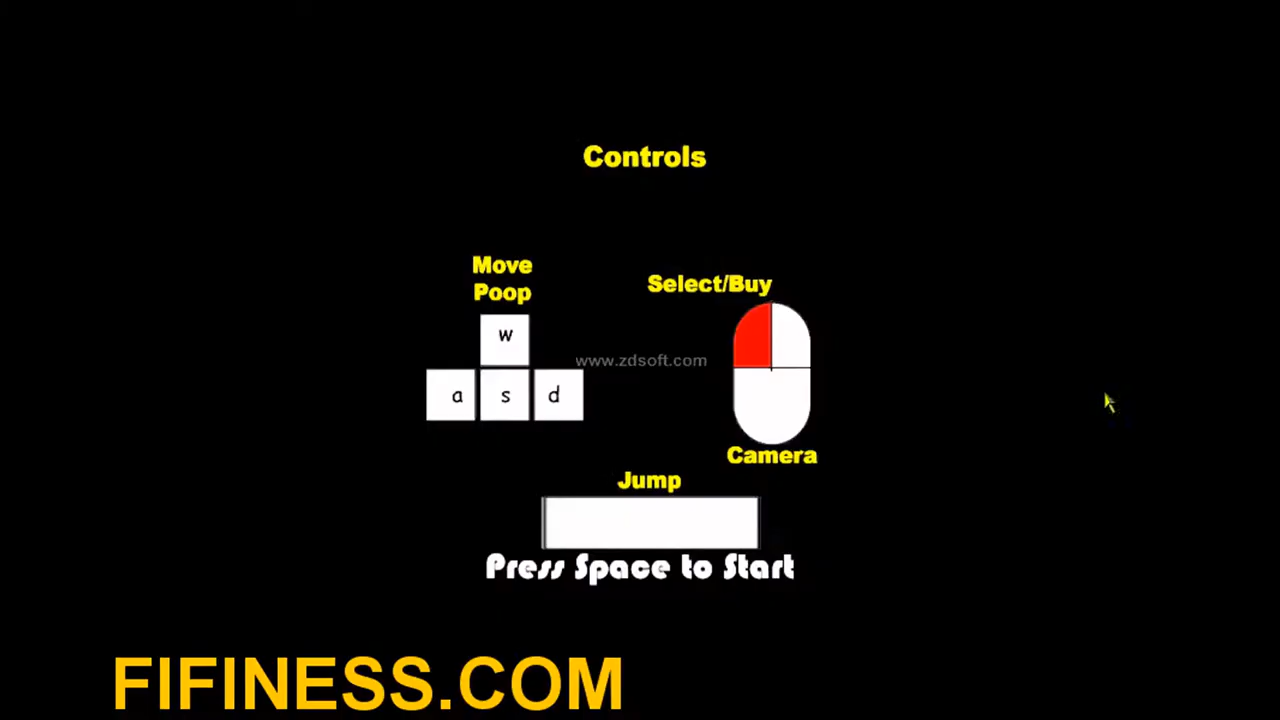 Controls
Move
Poop
Select/Buy
w
www.zdsoft.com
a s d
Camera
Jump
Press Space to Start
FIFINESS.COM